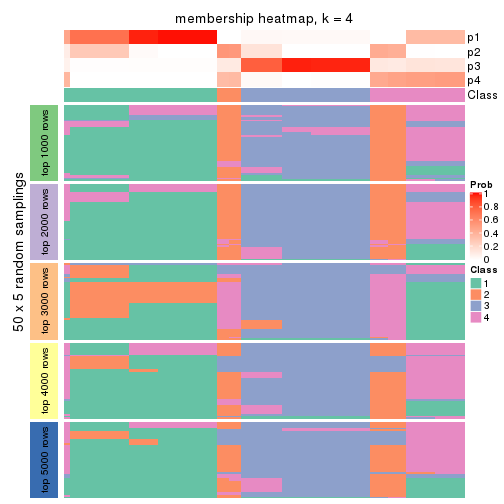 membership heatmap, k = 4
p1
p2
p3
p4
Class
50 x 5 random samplings
top 1000 rows
top 2000 rows
top 3000 rows
top 4000 rows
top 5000 rows
Prob
1
0.8
0.6
0.4
0.2
0
Class
1
2
3
4